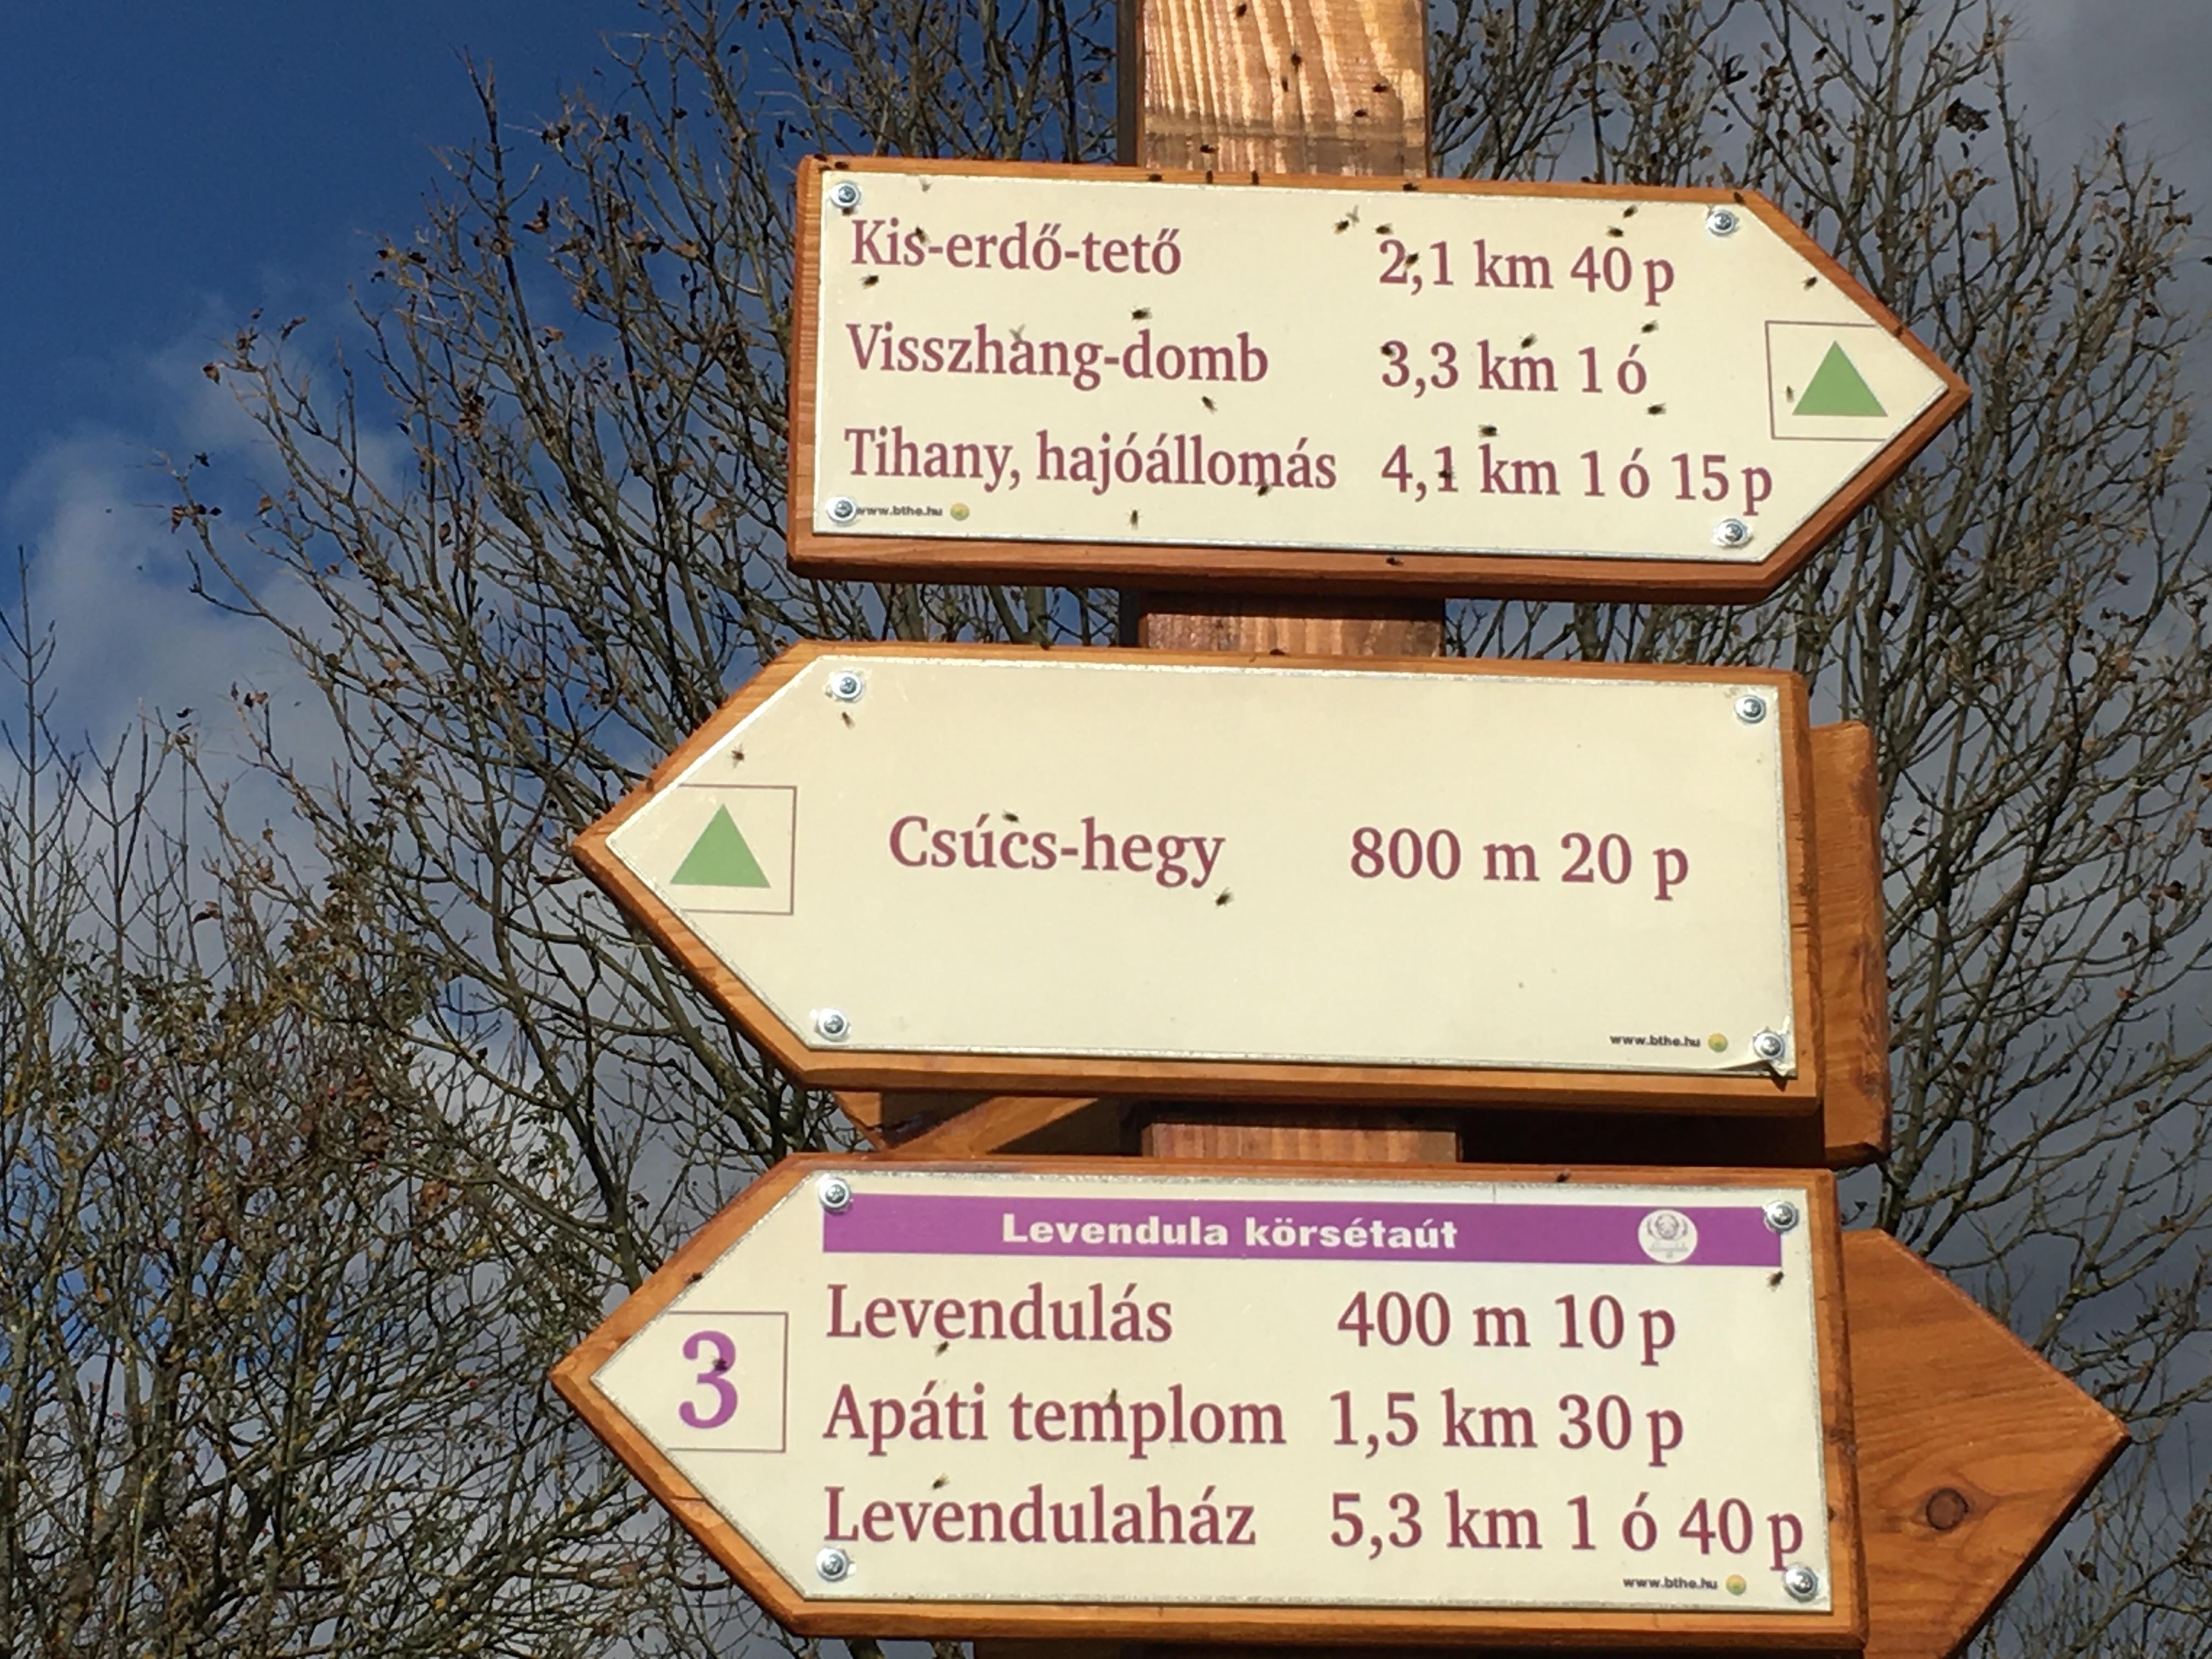 Kis-erdő-tető 2,1 km 40 p
Visszhang-domb 3,3 km 1 ó
Tihany, hajóállomás 4,1 km 1 ó 15 p
www.bthe.hu
Csúcs-hegy 800 m 20 p
www.bthe.hu
Levendula körsétaút
3
Levendulás 400 m 10 p
Apáti templom 1,5 km 30 p
Levendulaház 5,3 km 1 ó 40 p
www.bthe.hu